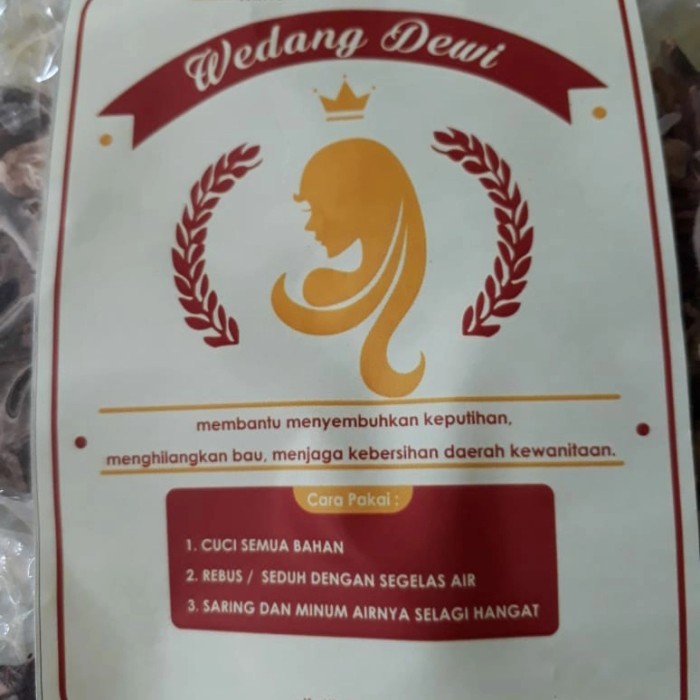 Wedang Dewi
membantu menyembuhkan keputihan,
menghilangkan bau, menjaga kebersihan daerah kewanitaan.
Cara Pakai :
1. CUCI SEMUA BAHAN
2. REBUS / SEDUH DENGAN SEGELAS AIR
3. SARING DAN MINUM AIRNYA SELAGI HANGAT